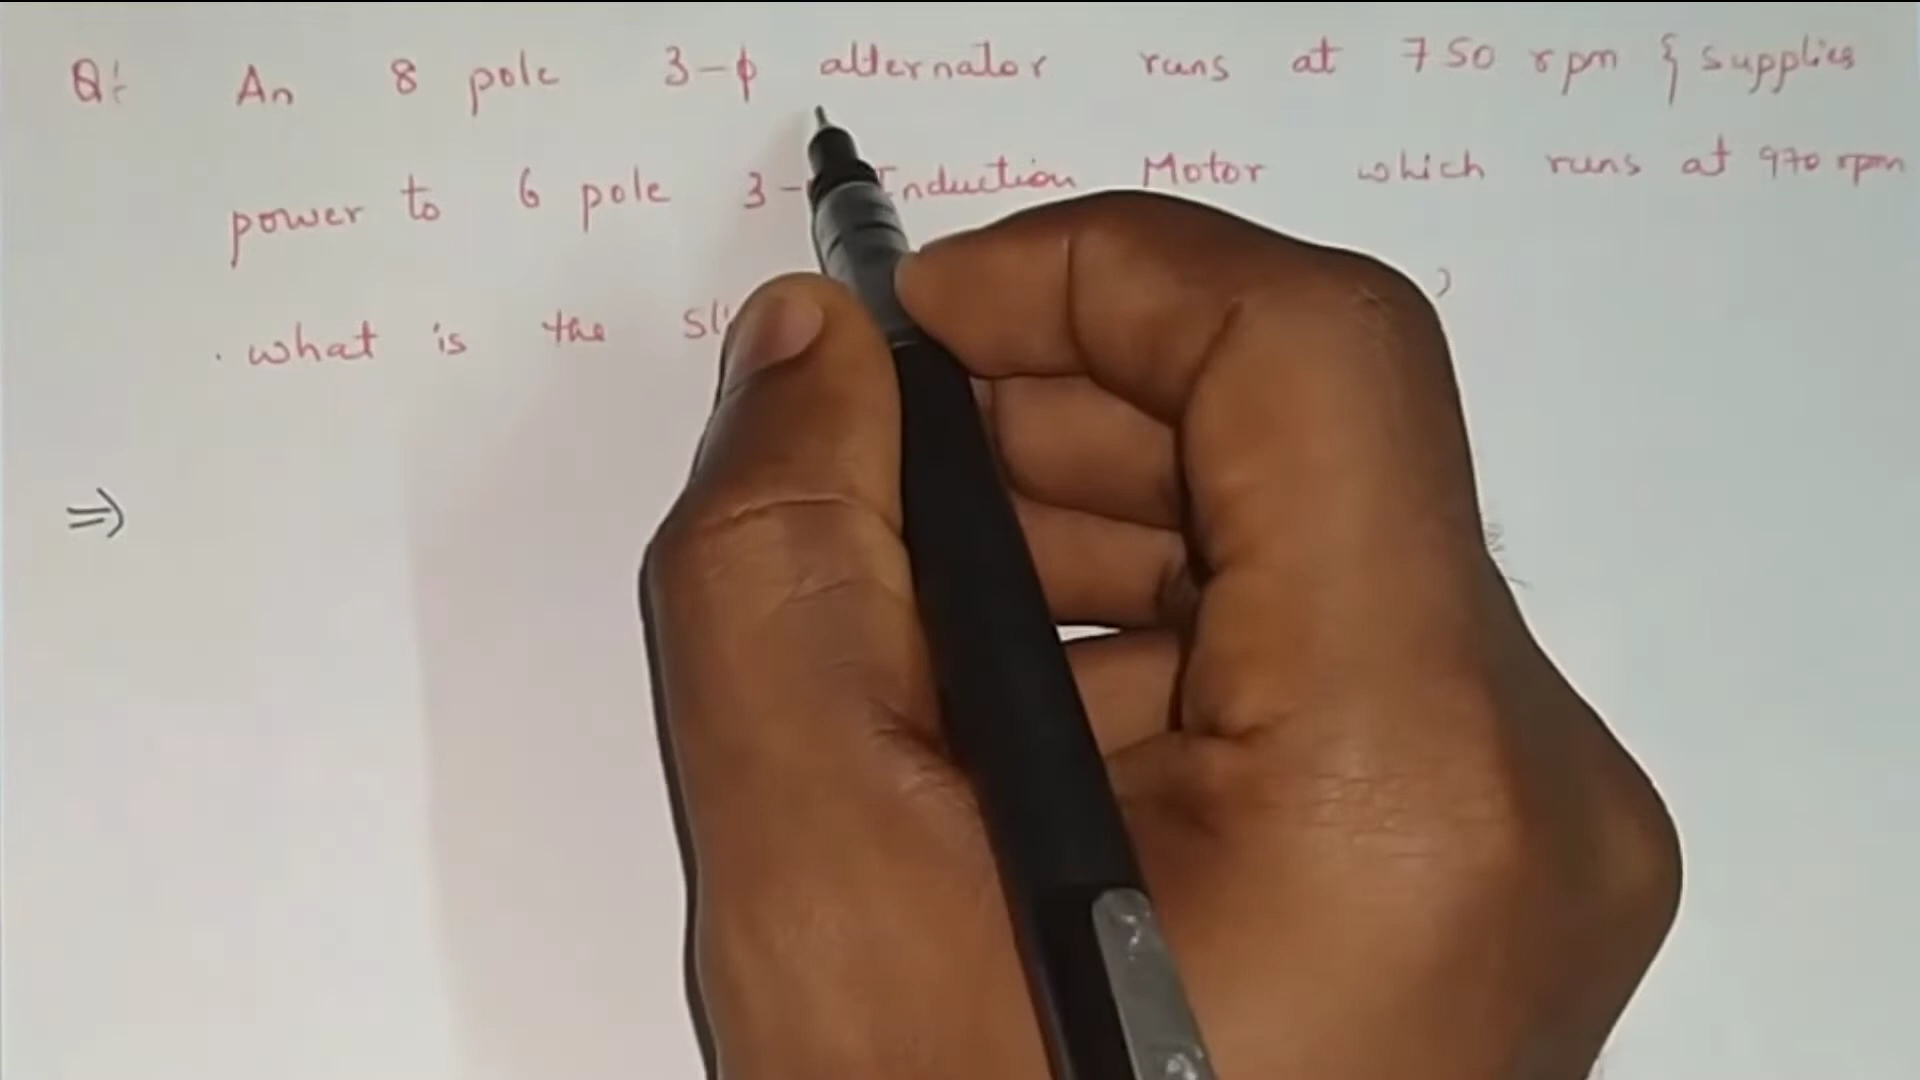 Q: An 8 pole 3-ϕ alternator runs at 750 rpm & supplies
power to 6 pole 3- Induction Motor which runs at 970 rpm
. what is the
⇒